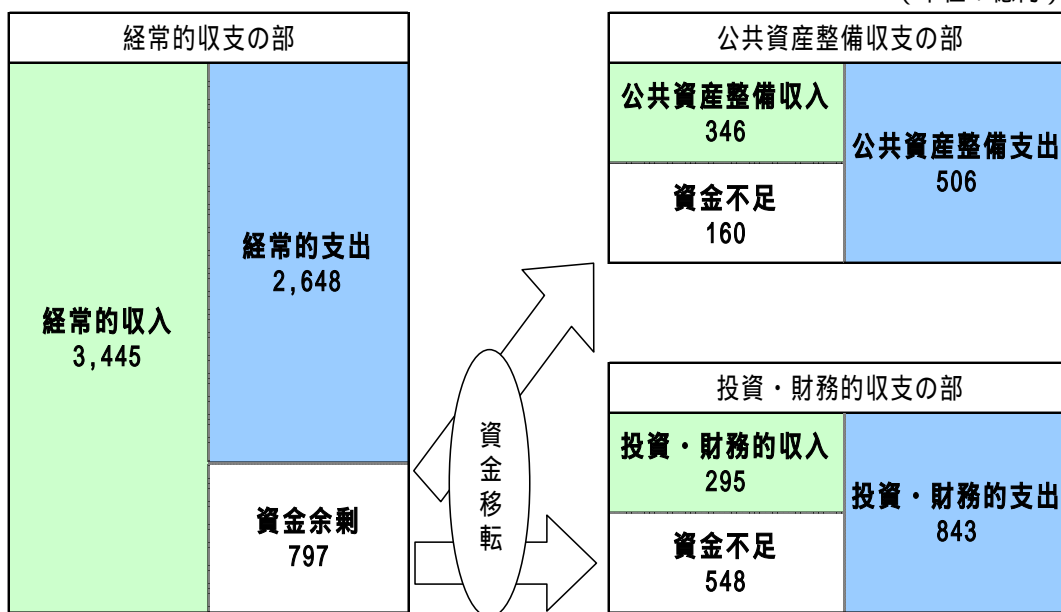 経常的収支の部
経常的収入
3,445
経常的支出
2,648
資金余剰
797
資金移転
公共資産整備収支の部
公共資産整備収入
346
資金不足
160
公共資産整備支出
506
投資・財務的収支の部
投資・財務的収入
295
資金不足
548
投資・財務的支出
843